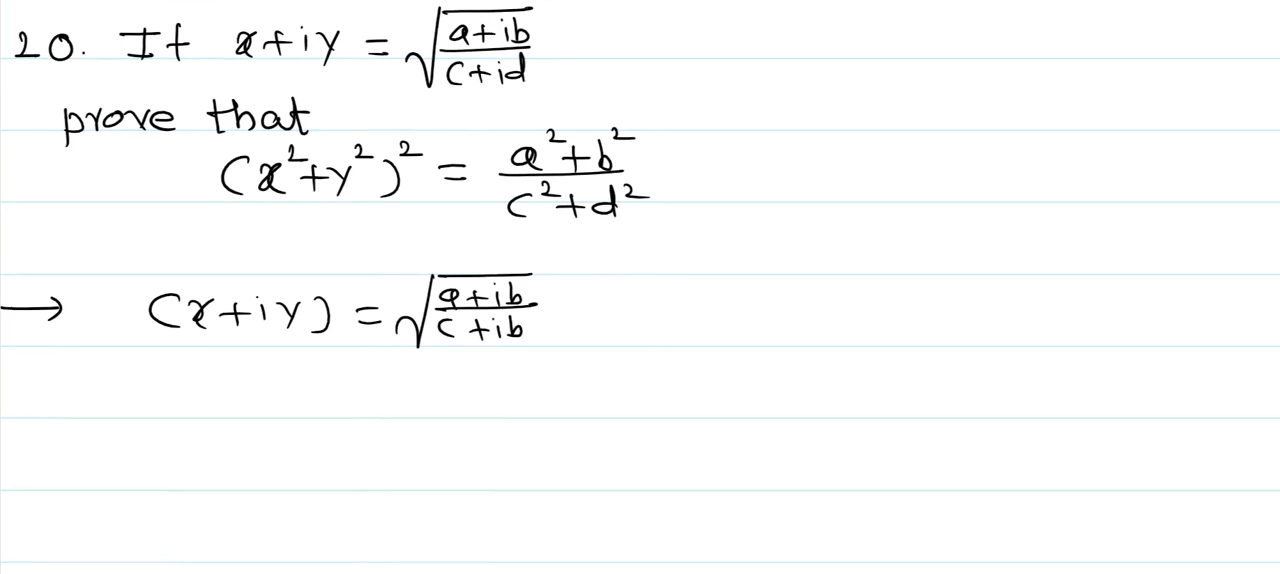 20. If x+iy = √((a+ib)/(c+id))
prove that
(x²+y²)² = (a²+b²)/(c²+d²)
→ (x+iy) = √((a+ib)/(c+ib))